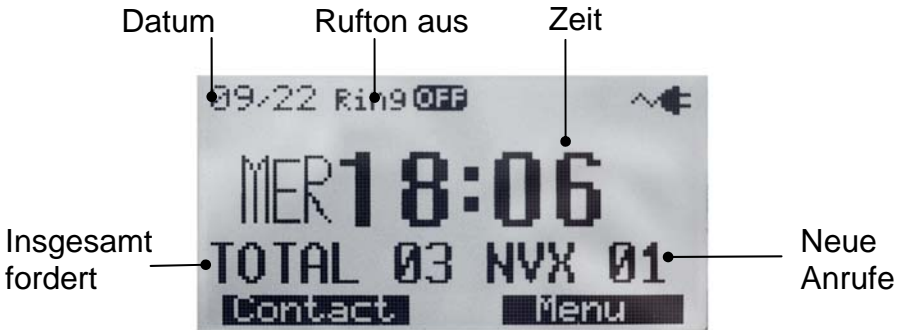 Datum Rufton aus Zeit
09/22 Ring OFF
MER 18:06
Insgesamt fordert
TOTAL 03 NVX 01
Neue Anrufe
Contact Menu